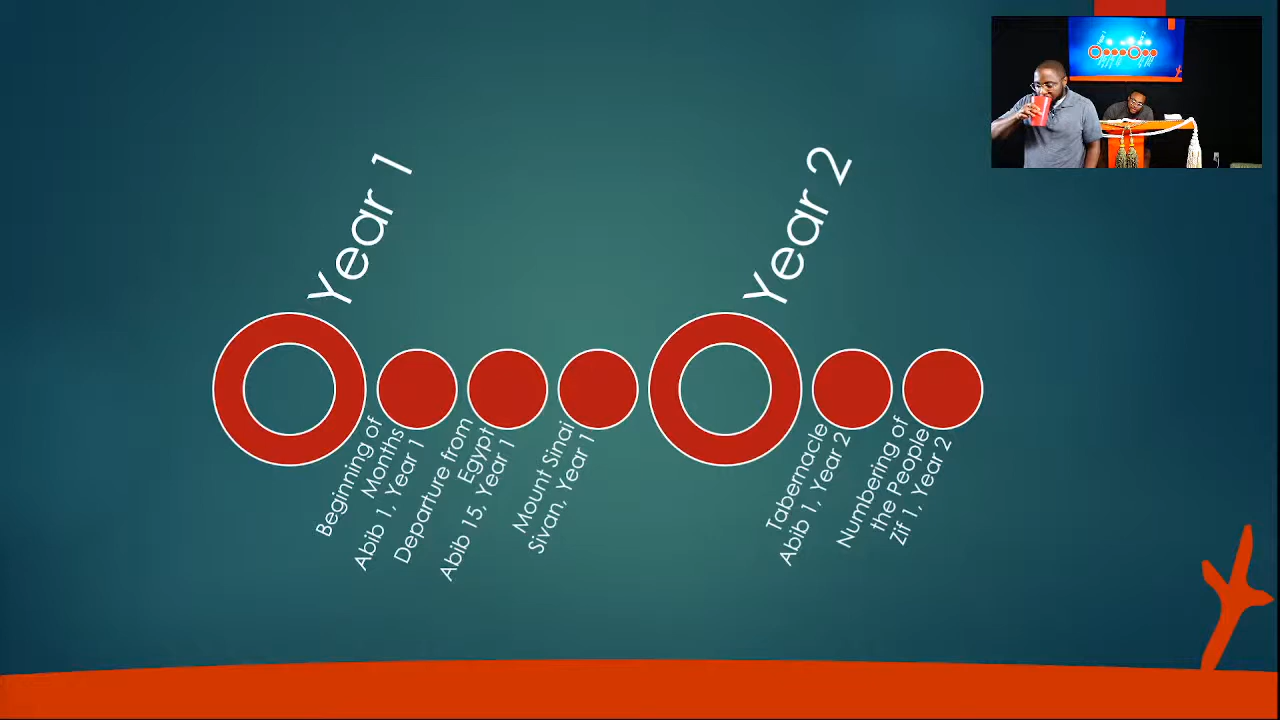 Year 1
Beginning of
Months
Abib 1, Year 1
Departure from
Egypt
Abib 15, Year 1
Mount Sinai
Sivan, Year 1
Year 2
Tabernacle
Abib 1, Year 2
Numbering of
the People
Zif 1, Year 2